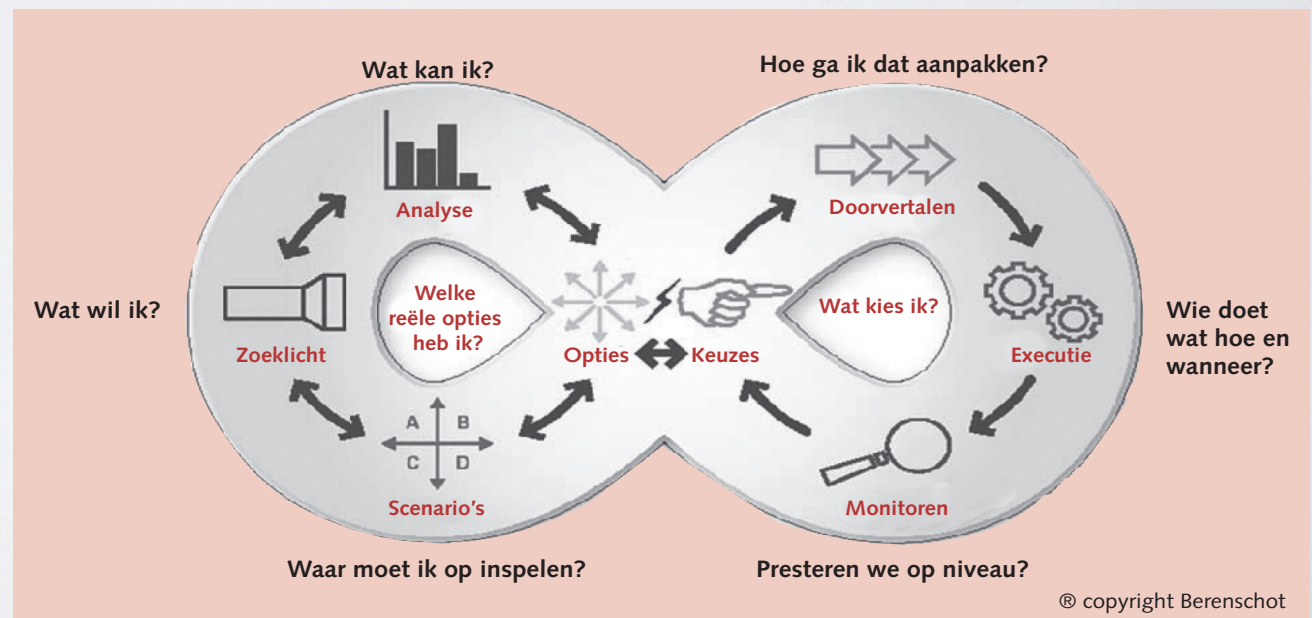 Wat kan ik?
Hoe ga ik dat aanpakken?
Analyse
Doorvertalen
Wat wil ik?
Zoeklicht
Welke
reële opties
heb ik?
Opties
Keuzes
Wat kies ik?
Executie
Wie doet
wat hoe en
wanneer?
A B
C D
Scenario's
Monitoren
Waar moet ik op inspelen?
Presteren we op niveau?
® copyright Berenschot